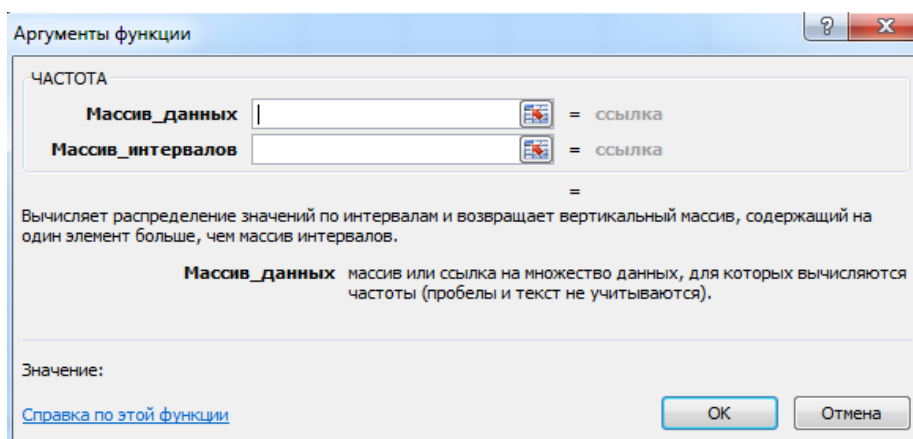 Аргументы функции
ЧАСТОТА
Массив_данных = ссылка
Массив_интервалов = ссылка
=
Вычисляет распределение значений по интервалам и возвращает вертикальный массив, содержащий на
один элемент больше, чем массив интервалов.
Массив_данных массив или ссылка на множество данных, для которых вычисляются
частоты (пробелы и текст не учитываются).
Значение:
Справка по этой функции
ОК
Отмена